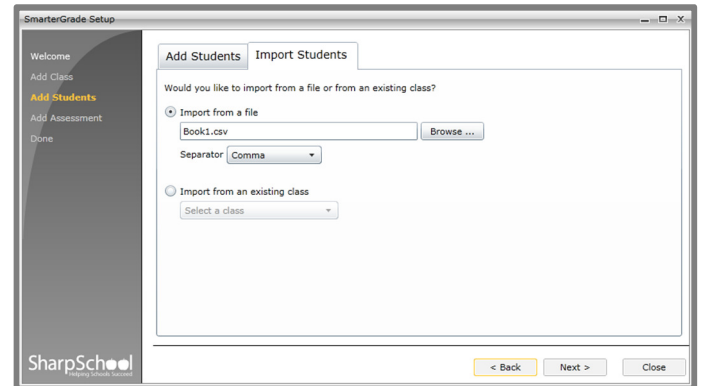 SmarterGrade Setup
Welcome
Add Class
Add Students
Add Assessment
Done
Add Students
Import Students
Would you like to import from a file or from an existing class?
Import from a file
Book1.csv
Browse ...
Separator Comma
Import from an existing class
Select a class
SharpSchool
Helping Schools Succeed
< Back
Next >
Close